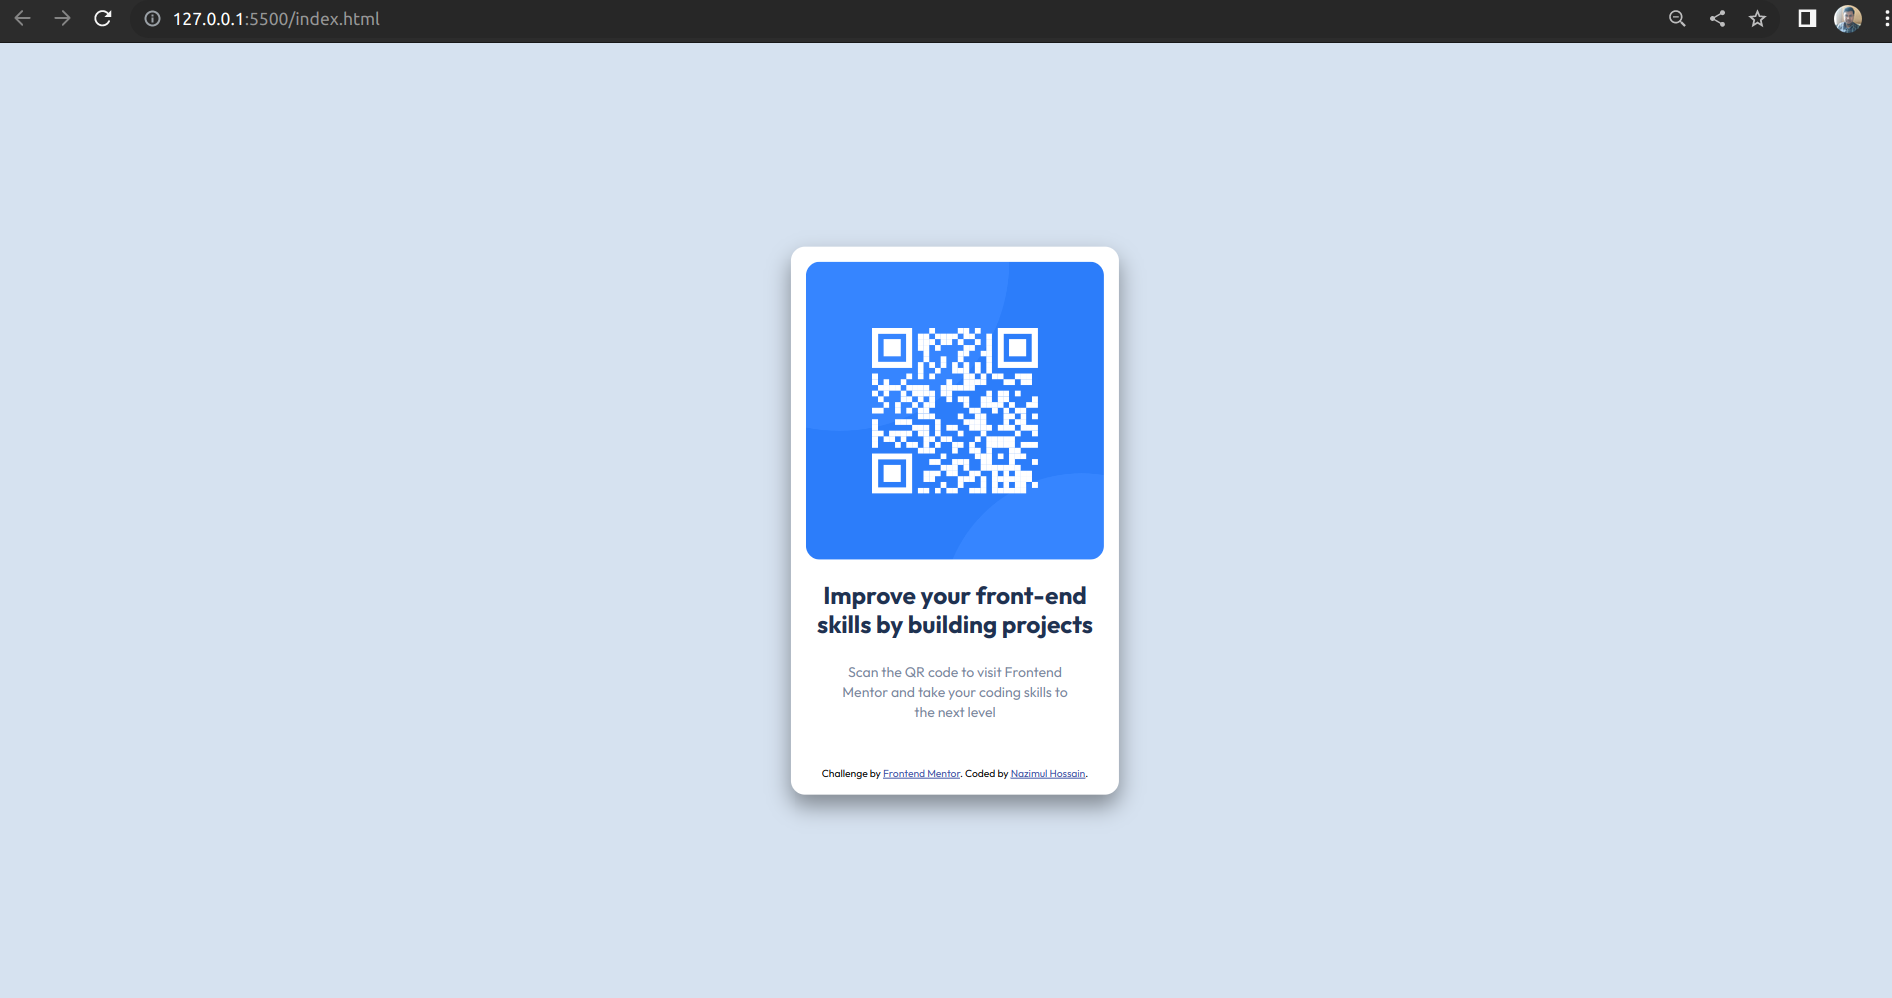 127.0.0.1:5500/index.html
Improve your front-end
skills by building projects
Scan the QR code to visit Frontend
Mentor and take your coding skills to
the next level
Challenge by Frontend Mentor. Coded by Nazimul Hossain.